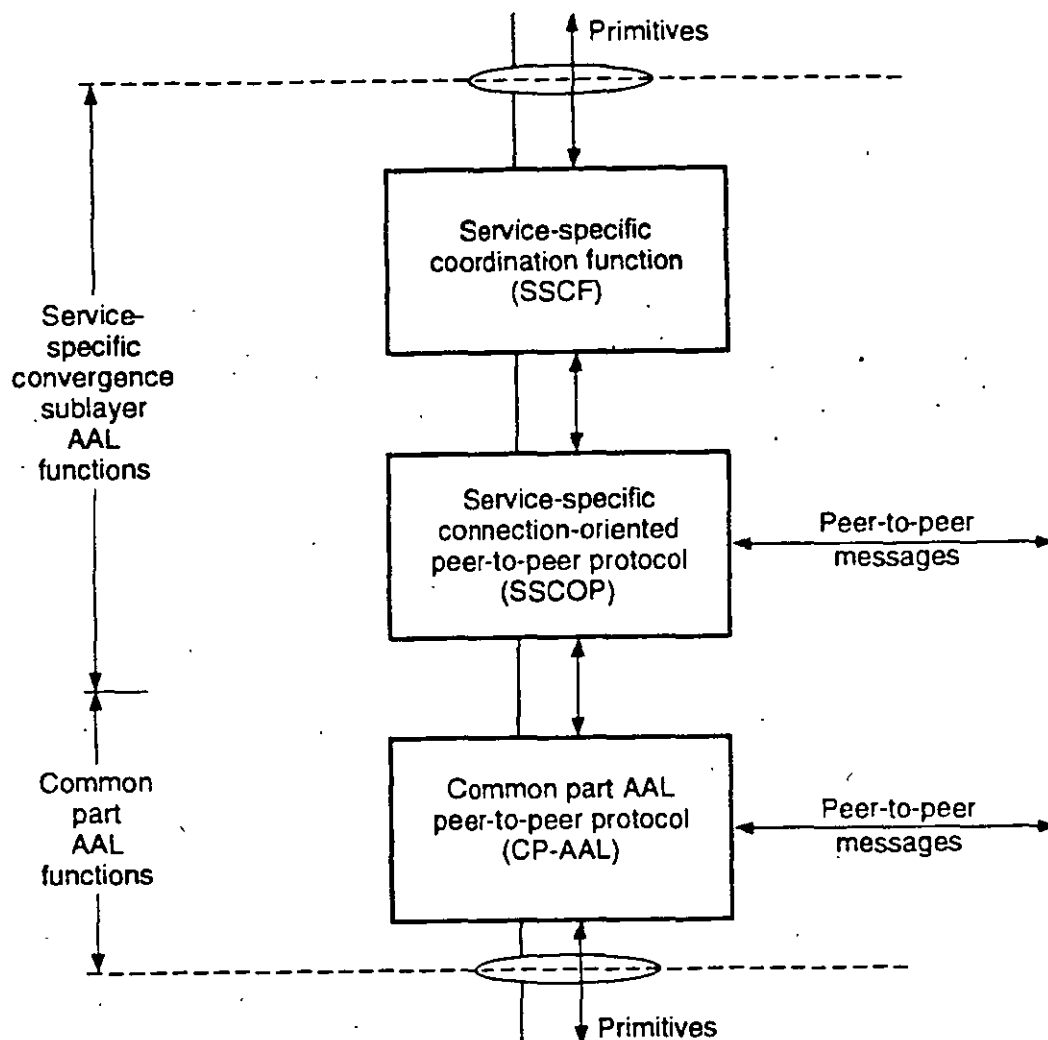 Primitives
Service-specific
coordination function
(SSCF)
Service-
specific
convergence
sublayer
AAL
functions
Service-specific
connection-oriented
peer-to-peer protocol
(SSCOP)
Peer-to-peer
messages
Common
part
AAL
functions
Common part AAL
peer-to-peer protocol
(CP-AAL)
Peer-to-peer
messages
Primitives